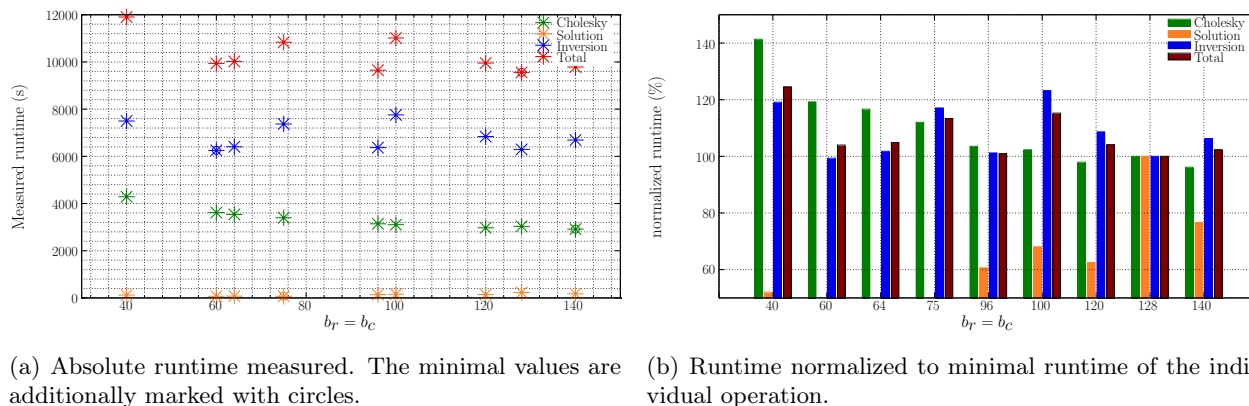 12000
10000
8000
6000
4000
2000
0
Measured runtime (s)
40
60
80
100
120
140
b_r = b_c
Cholesky
Solution
Inversion
Total
(a) Absolute runtime measured. The minimal values are
additionally marked with circles.
140
120
100
80
60
normalized runtime (%)
40
60
64
75
96
100
120
128
140
b_r = b_c
Cholesky
Solution
Inversion
Total
(b) Runtime normalized to minimal runtime of the indi-
vidual operation.